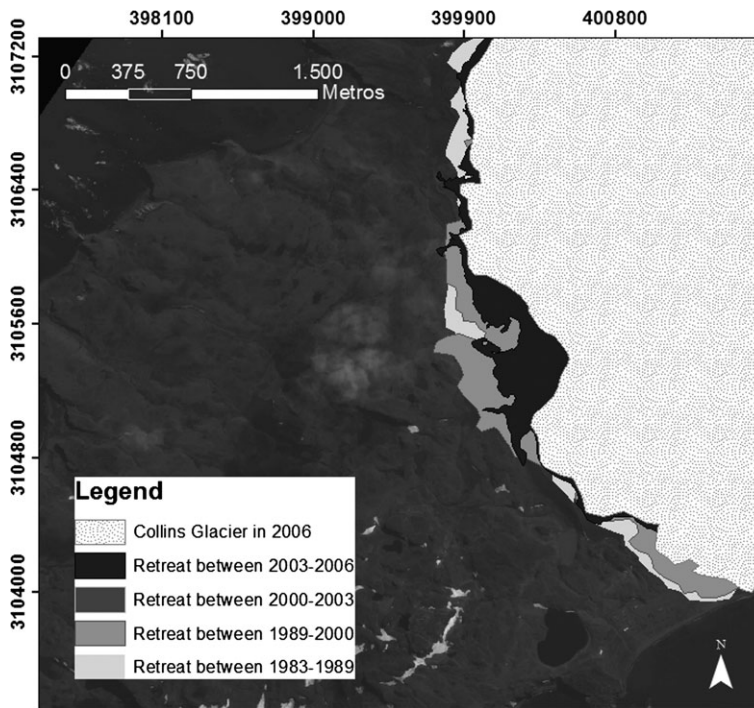 398100 399000 399900 400800
3107200
3106400
3105600
3104800
3104000
0 375 750 1.500
Metros
Legend
Collins Glacier in 2006
Retreat between 2003-2006
Retreat between 2000-2003
Retreat between 1989-2000
Retreat between 1983-1989
N